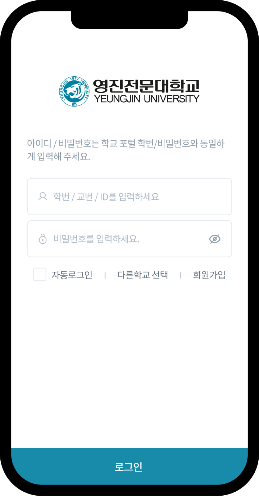 영진전문대학교
YEUNGJIN UNIVERSITY
아이디 / 비밀번호는 학교 포털 학번/비밀번호와 동일하
게 입력해 주세요.
학번 / 교번 / ID를 입력하세요
비밀번호를 입력하세요.
자동로그인 | 다른학교 선택 | 회원가입
로그인